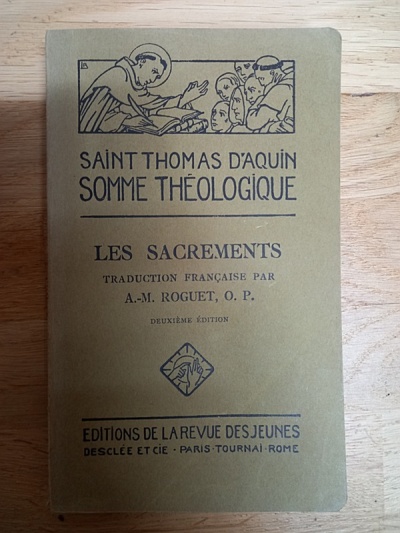 SAINT THOMAS D'AQUIN
SOMME THÉOLOGIQUE
LES SACREMENTS
TRADUCTION FRANÇAISE PAR
A.-M. ROGUET, O. P.
DEUXIÈME ÉDITION
EDITIONS DE LA REVUE DES JEUNES
DESCLÉE ET CIE · PARIS · TOURNAI · ROME